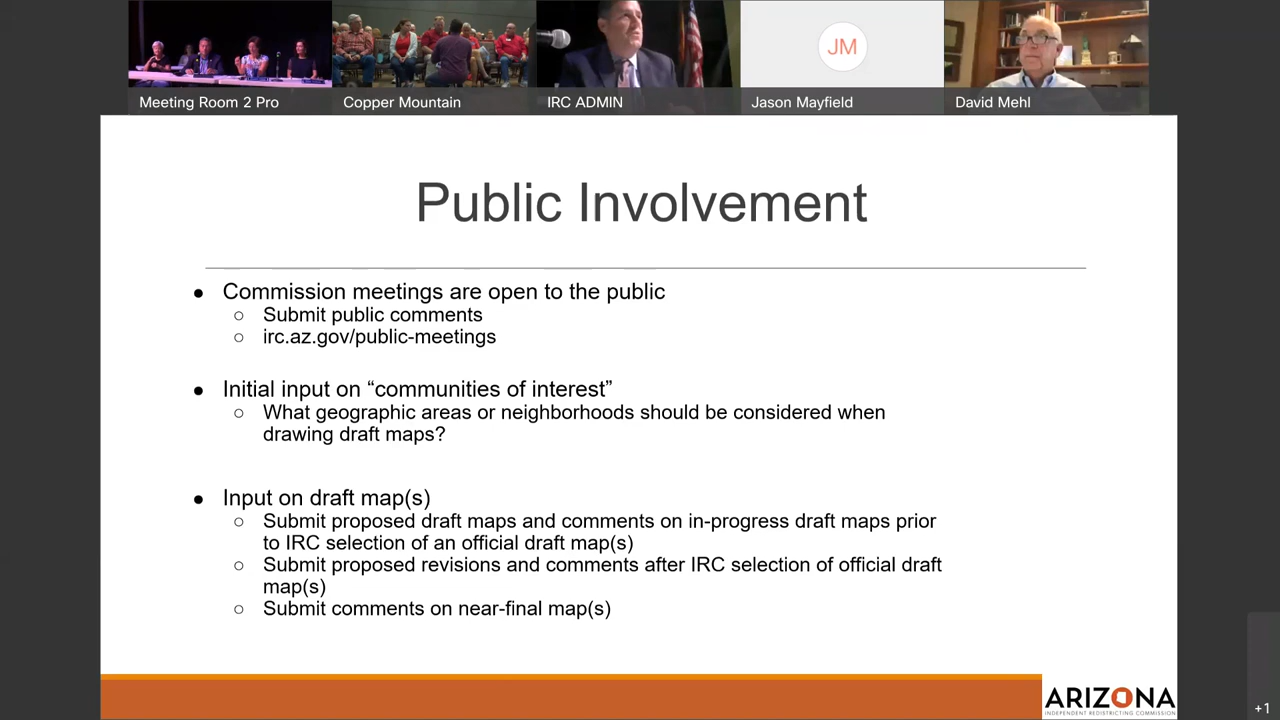 Meeting Room 2 Pro
Copper Mountain
IRC ADMIN
JM
Jason Mayfield
David Mehl
Public Involvement
● Commission meetings are open to the public
○ Submit public comments
○ irc.az.gov/public-meetings
● Initial input on “communities of interest”
○ What geographic areas or neighborhoods should be considered when
drawing draft maps?
● Input on draft map(s)
○ Submit proposed draft maps and comments on in-progress draft maps prior
to IRC selection of an official draft map(s)
○ Submit proposed revisions and comments after IRC selection of official draft
map(s)
○ Submit comments on near-final map(s)
ARIZONA
INDEPENDENT REDISTRICTING COMMISSION
+1